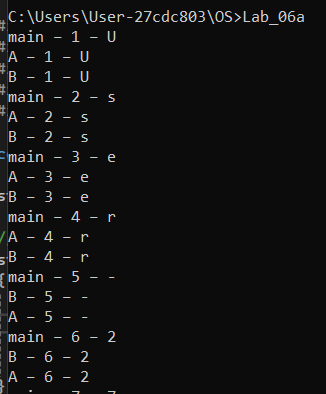 C:\Users\User-27cdc803\OS>Lab_06a
main - 1 - U
A - 1 - U
B - 1 - U
main - 2 - s
A - 2 - s
B - 2 - s
main - 3 - e
A - 3 - e
B - 3 - e
main - 4 - r
A - 4 - r
B - 4 - r
main - 5 - -
B - 5 - -
A - 5 - -
main - 6 - 2
B - 6 - 2
A - 6 - 2